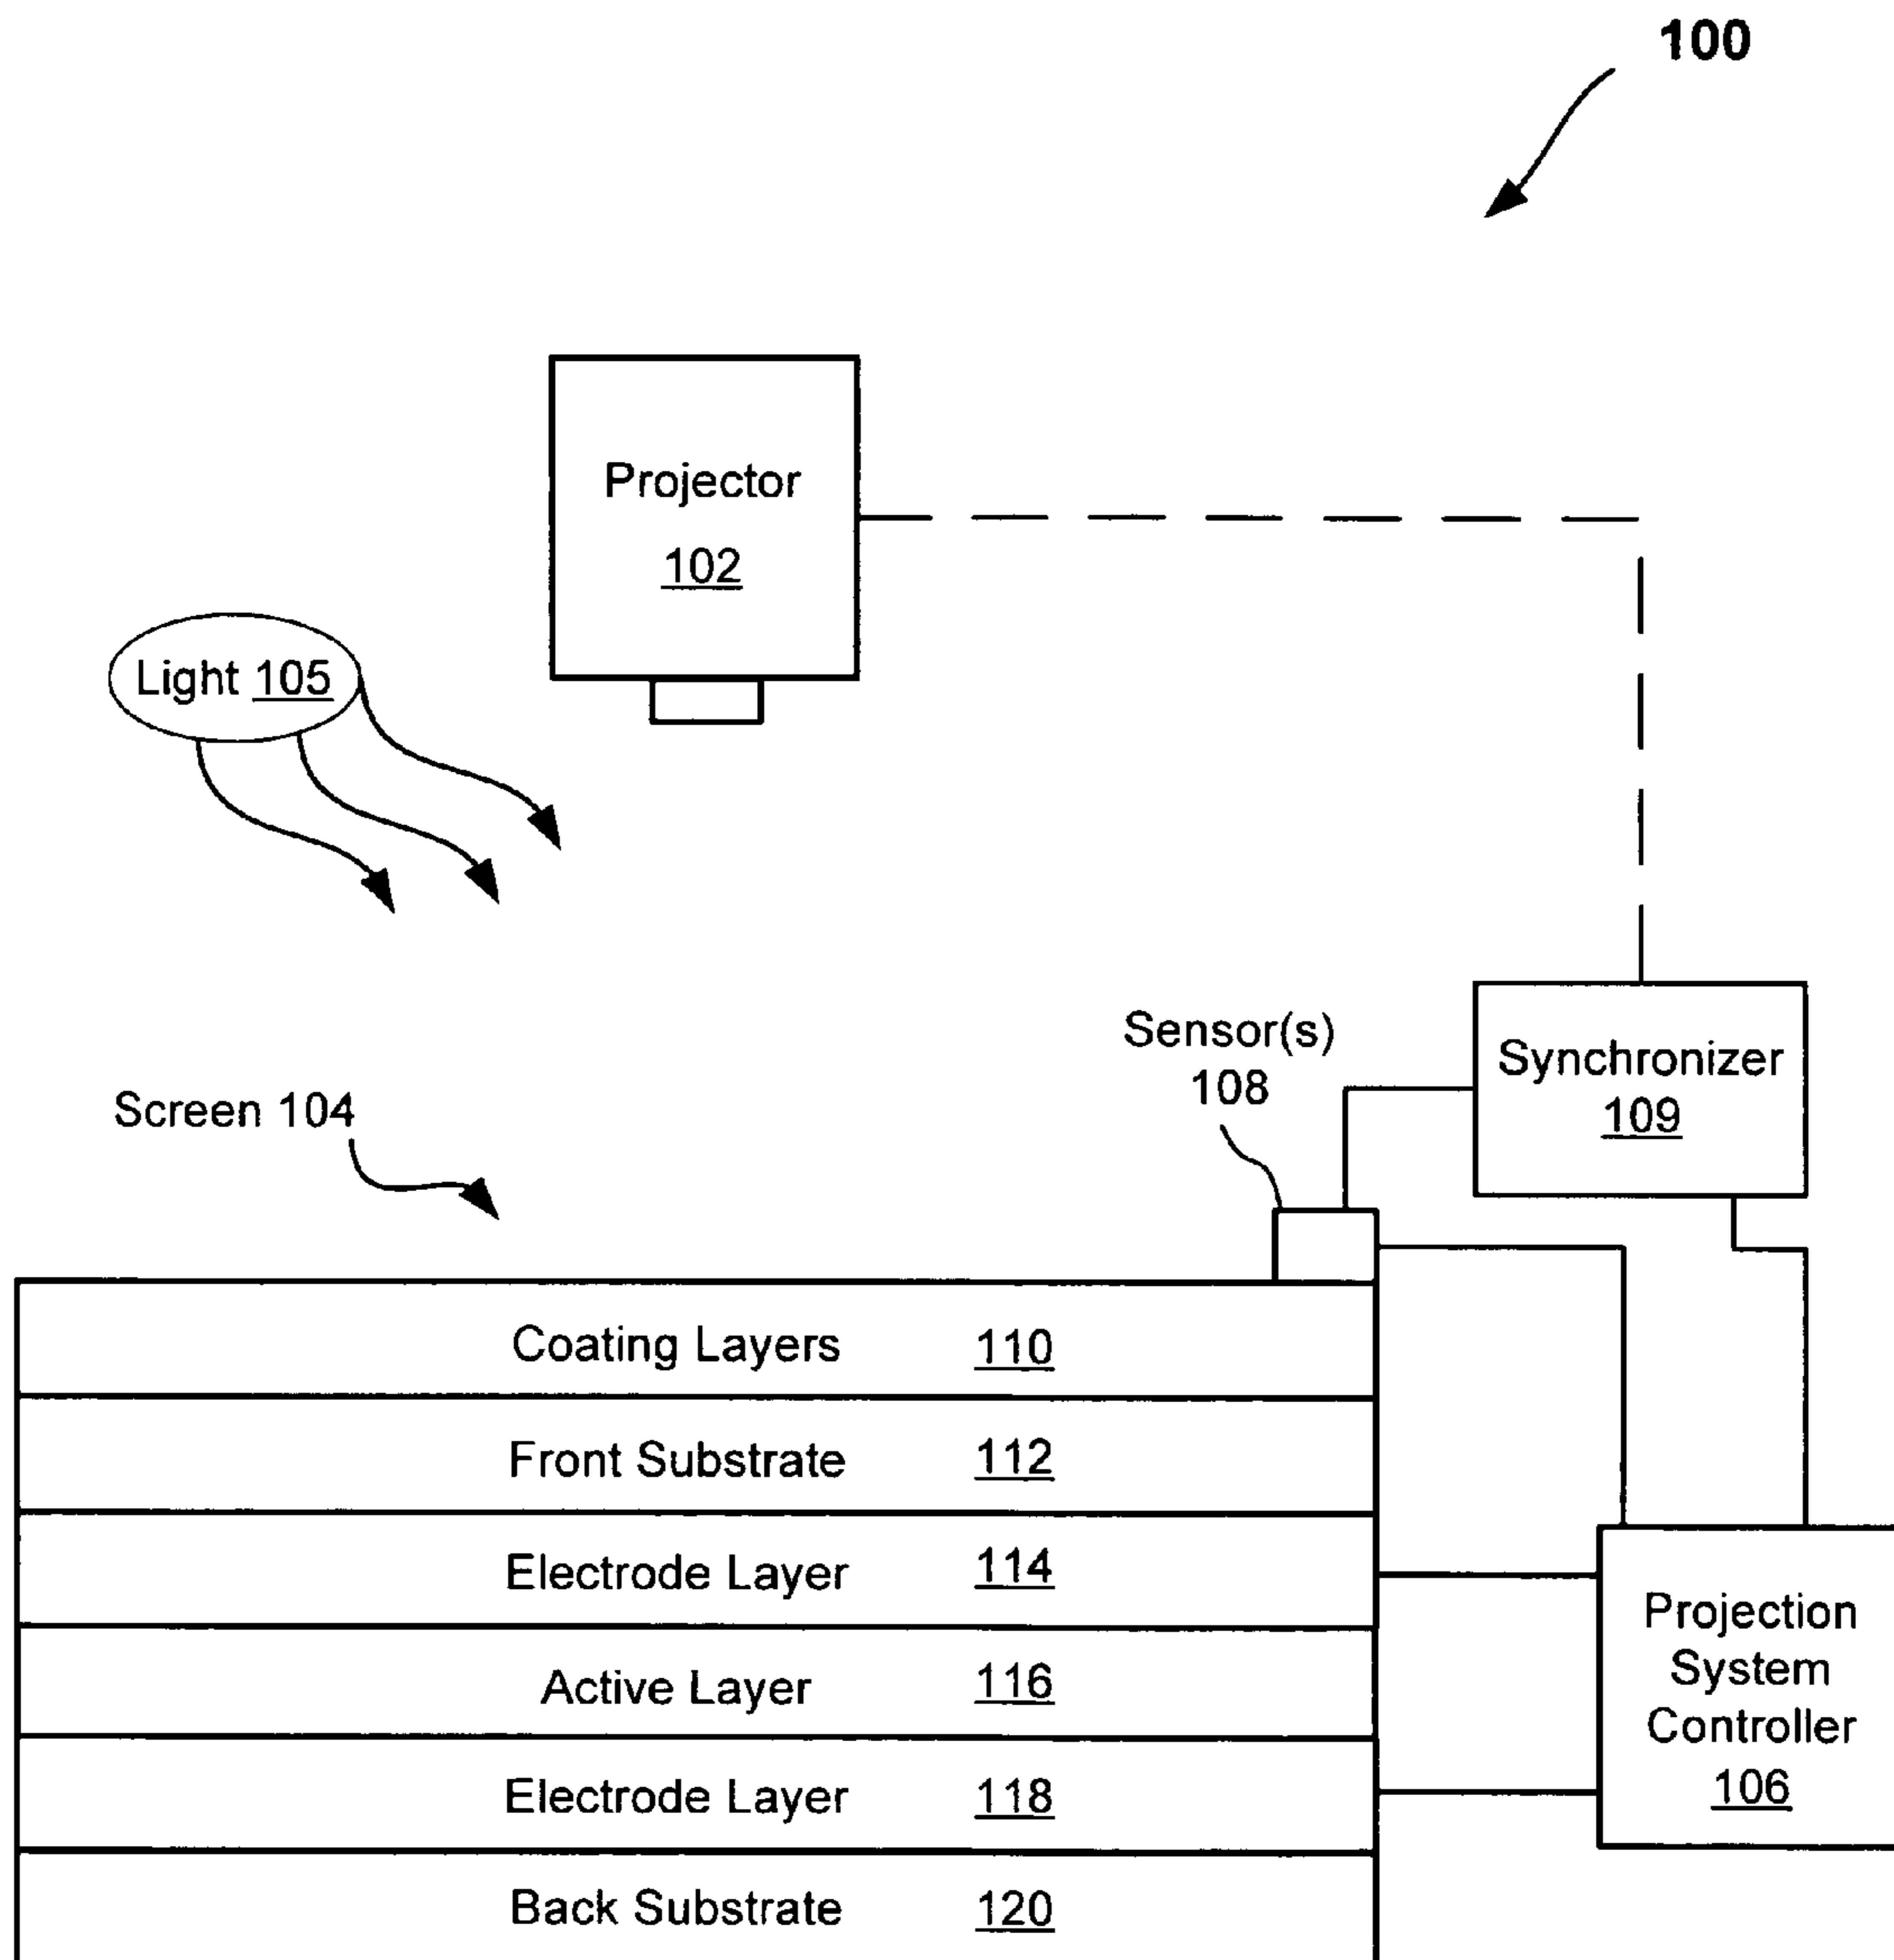 100
Projector
102
Light 105
Sensor(s)
108
Synchronizer
109
Screen 104
Coating Layers 110
Front Substrate 112
Electrode Layer 114
Active Layer 116
Electrode Layer 118
Back Substrate 120
Projection
System
Controller
106